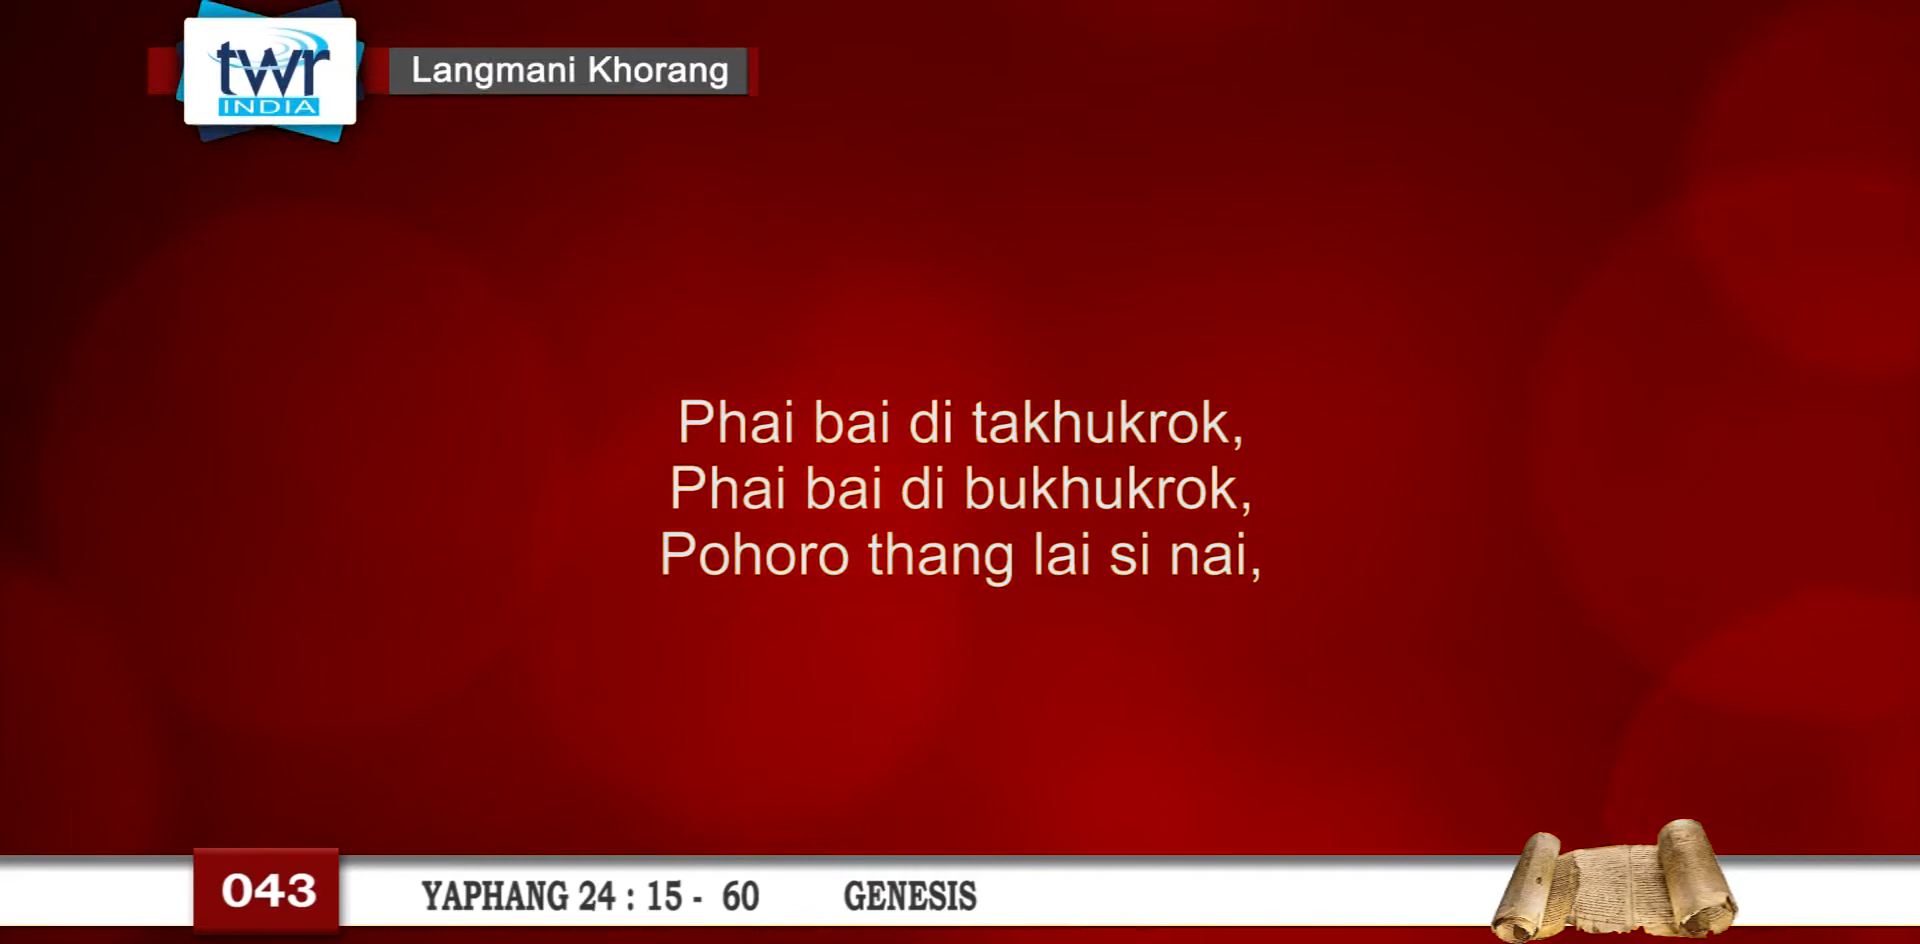 twr
INDIA
Langmani Khorang
Phai bai di takhukrok,
Phai bai di bukhukrok,
Pohoro thang lai si nai,
043
YAPHANG 24 : 15 - 60 GENESIS